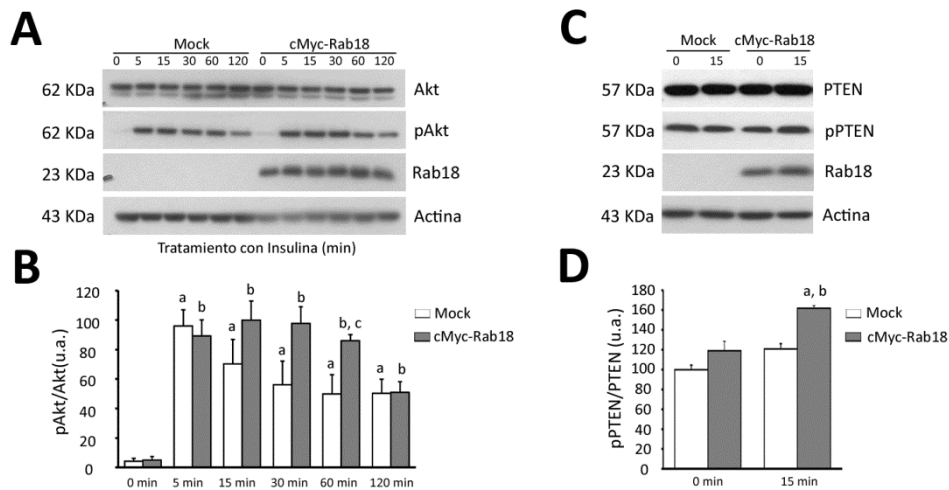 A
Mock cMyc-Rab18
0 5 15 30 60 120 0 5 15 30 60 120
62 KDa Akt
62 KDa pAkt
23 KDa Rab18
43 KDa Actina
Tratamiento con Insulina (min)
C
Mock cMyc-Rab18
0 15 0 15
57 KDa PTEN
57 KDa pPTEN
23 KDa Rab18
43 KDa Actina
B
pAkt/Akt(u.a.)
120
100
80
60
40
20
0
a b a b a b a b, c a b
0 min 5 min 15 min 30 min 60 min 120 min
Mock
cMyc-Rab18
D
pPTEN/PTEN (u.a.)
180
160
140
120
100
80
60
40
20
0
a, b
0 min 15 min
Mock
cMyc-Rab18